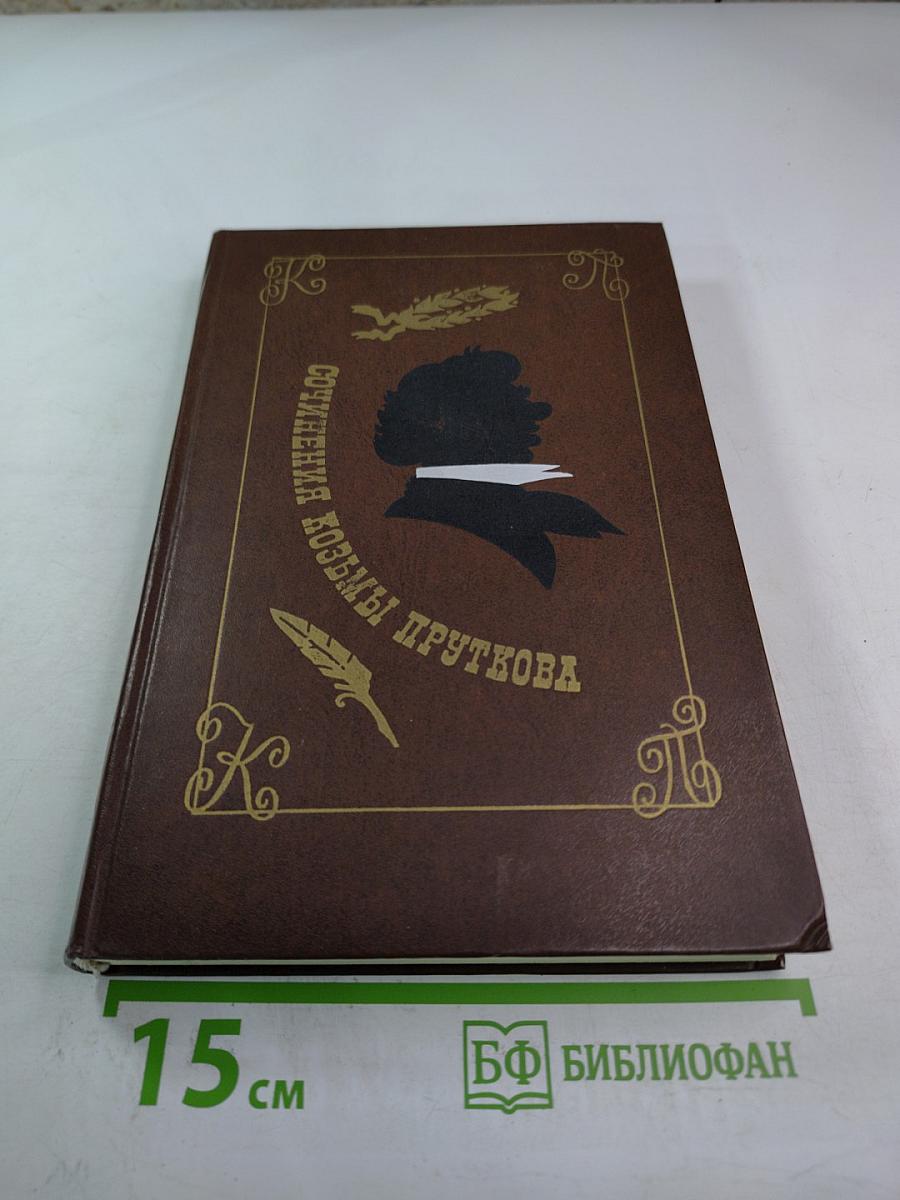 К П
СОЧИНЕНИЯ КОЗЬМЫ ПРУТКОВА
К П
15 см
БФ БИБЛИОФАН